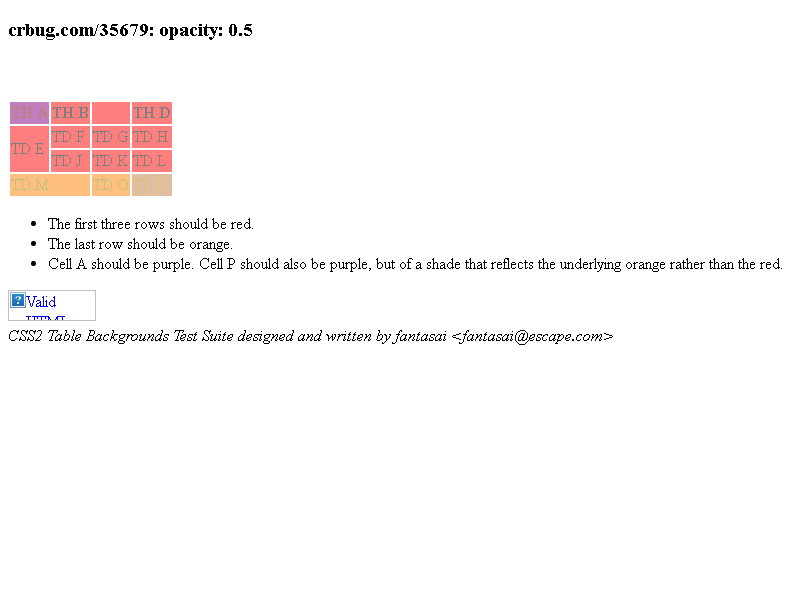 crbug.com/35679: opacity: 0.5
TH A TH B TH D
TD E TD F TD G TD H
TD J TD K TD L
TD M TD O
The first three rows should be red.
The last row should be orange.
Cell A should be purple. Cell P should also be purple, but of a shade that reflects the underlying orange rather than the red.
Valid
CSS2 Table Backgrounds Test Suite designed and written by fantasai <fantasai@escape.com>